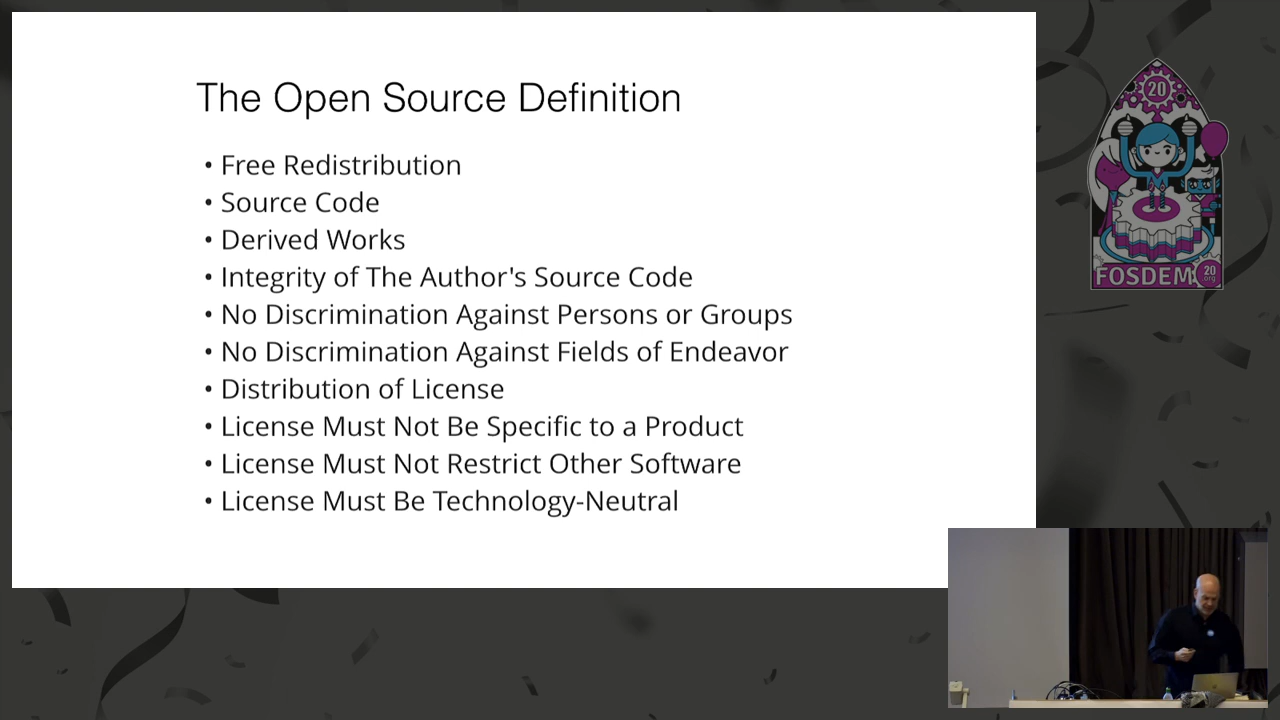 The Open Source Definition
• Free Redistribution
• Source Code
• Derived Works
• Integrity of The Author's Source Code
• No Discrimination Against Persons or Groups
• No Discrimination Against Fields of Endeavor
• Distribution of License
• License Must Not Be Specific to a Product
• License Must Not Restrict Other Software
• License Must Be Technology-Neutral
20
FOSDEM
20
.org